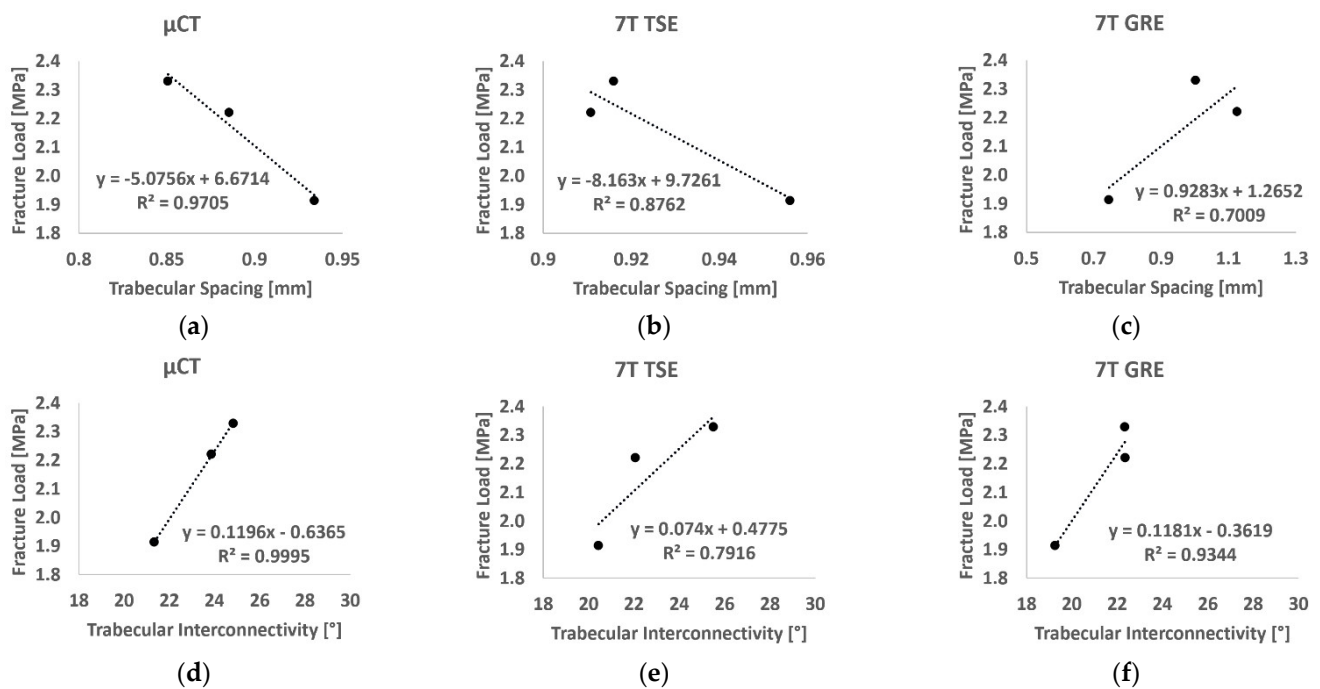 µCT
Fracture Load [MPa]
2.4
2.3
2.2
2.1
2.0
1.9
1.8
y = -5.0756x + 6.6714
R² = 0.9705
0.8 0.85 0.9 0.95
Trabecular Spacing [mm]
(a)
7T TSE
Fracture Load [MPa]
2.4
2.3
2.2
2.1
2.0
1.9
1.8
y = -8.163x + 9.7261
R² = 0.8762
0.9 0.92 0.94 0.96
Trabecular Spacing [mm]
(b)
7T GRE
Fracture Load [MPa]
2.4
2.3
2.2
2.1
2.0
1.9
1.8
y = 0.9283x + 1.2652
R² = 0.7009
0.5 0.7 0.9 1.1 1.3
Trabecular Spacing [mm]
(c)
µCT
Fracture Load [MPa]
2.4
2.3
2.2
2.1
2.0
1.9
1.8
y = 0.1196x - 0.6365
R² = 0.9995
18 20 22 24 26 28 30
Trabecular Interconnectivity [°]
(d)
7T TSE
Fracture Load [MPa]
2.4
2.3
2.2
2.1
2.0
1.9
1.8
y = 0.074x + 0.4775
R² = 0.7916
18 20 22 24 26 28 30
Trabecular Interconnectivity [°]
(e)
7T GRE
Fracture Load [MPa]
2.4
2.3
2.2
2.1
2.0
1.9
1.8
y = 0.1181x - 0.3619
R² = 0.9344
18 20 22 24 26 28 30
Trabecular Interconnectivity [°]
(f)